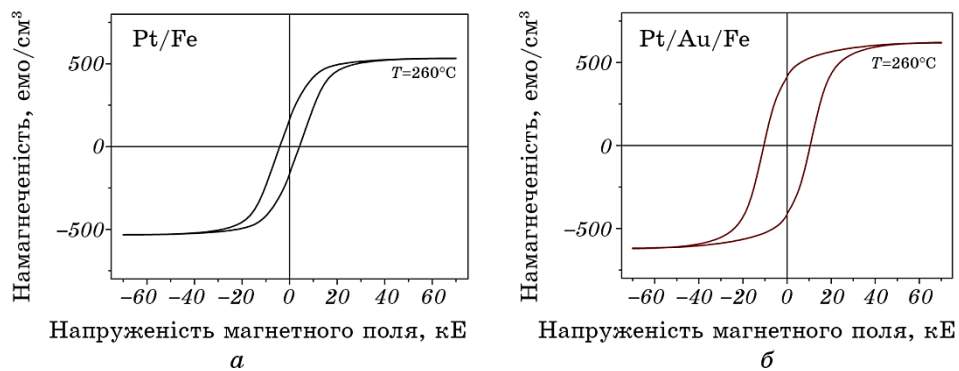 Намагнеченість, емо/см³
Pt/Fe
T=260°C
500
0
−500
−60 −40 −20 0 20 40 60
Напруженість магнетного поля, кЕ
а
Намагнеченість, емо/см³
Pt/Au/Fe
T=260°C
500
0
−500
−60 −40 −20 0 20 40 60
Напруженість магнетного поля, кЕ
б